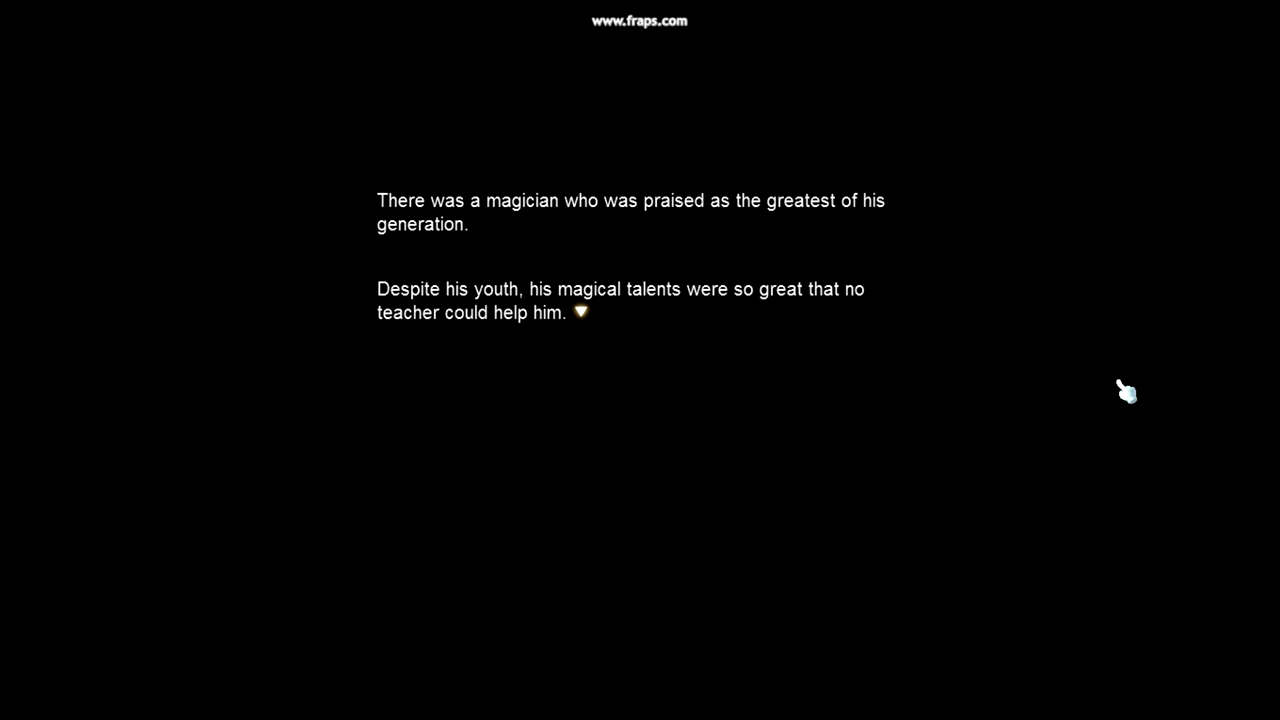 www.fraps.com
There was a magician who was praised as the greatest of his
generation.
Despite his youth, his magical talents were so great that no
teacher could help him.